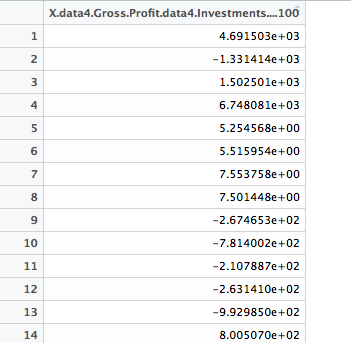 X.data4.Gross.Profit.data4.Investments....100
1 4.691503e+03
2 -1.331414e+03
3 1.502501e+03
4 6.748081e+03
5 5.254568e+00
6 5.515954e+00
7 7.553758e+00
8 7.501448e+00
9 -2.674653e+02
10 -7.814002e+02
11 -2.107887e+02
12 -2.631410e+02
13 -9.929850e+02
14 8.005070e+02